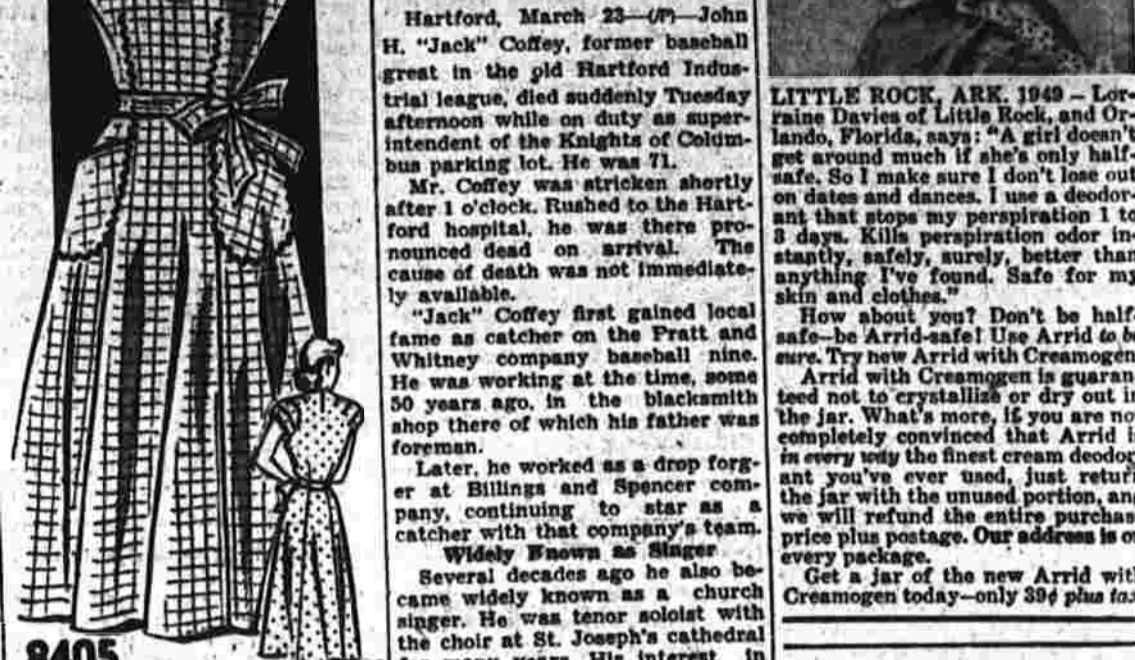 8405
Hartford, March 23—(AP)—John
H. "Jack" Coffey, former baseball
great in the old Hartford Indus-
trial league, died suddenly Tuesday
afternoon while on duty as super-
intendent of the Knights of Colum-
bus parking lot. He was 71.
Mr. Coffey was stricken shortly
after 1 o'clock. Rushed to the Hart-
ford hospital, he was there pro-
nounced dead on arrival. The
cause of death was not immediate-
ly available.
"Jack" Coffey first gained local
fame as catcher on the Pratt and
Whitney company baseball nine.
He was working at the time, some
50 years ago, in the blacksmith
shop there of which his father was
foreman.
Later, he worked as a drop forg-
er at Billings and Spencer com-
pany, continuing to star as a
catcher with that company's team.
Widely Known as Singer
Several decades ago he also be-
came widely known as a church
singer. He was tenor soloist with
the choir at St. Joseph's cathedral
for many years. His interest in
LITTLE ROCK, ARK. 1949 — Lor-
raine Davies of Little Rock, and Or-
lando, Florida, says: "A girl doesn't
get around much if she's only half-
safe. So I make sure I don't lose out
on dates and dances. I use a deodor-
ant that stops my perspiration 1 to
3 days. Kills perspiration odor in-
stantly, safely, surely, better than
anything I've found. Safe for my
skin and clothes."
How about you? Don't be half-
safe—be Arrid-safe! Use Arrid to be
sure. Try new Arrid with Creamogen
Arrid with Creamogen is guaran-
teed not to crystallize or dry out in
the jar. What's more, if you are no
completely convinced that Arrid i
in every way the finest cream deodor
ant you've ever used, just return
the jar with the unused portion, and
we will refund the entire purchas
price plus postage. Our address is o
every package.
Get a jar of the new Arrid with
Creamogen today—only 39¢ plus tax